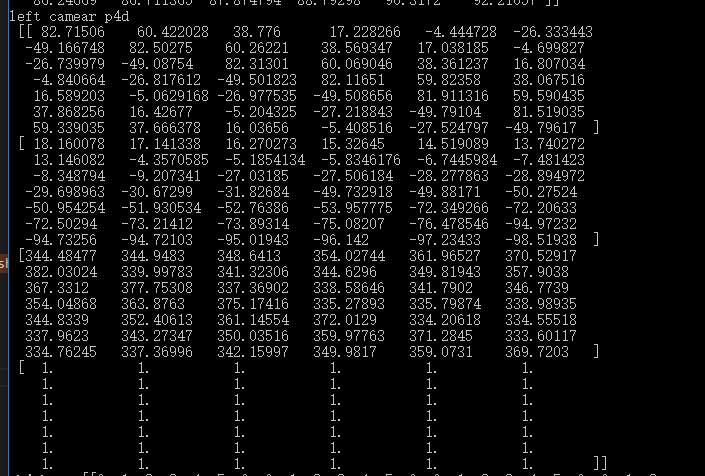 left camear p4d
[[ 82.71506 60.422028 38.776 17.228266 -4.444728 -26.333443
-49.166748 82.50275 60.26221 38.569347 17.038185 -4.699827
-26.739979 -49.08754 82.31301 60.069046 38.361237 16.807034
-4.840664 -26.817612 -49.501823 82.11651 59.82358 38.067516
16.589203 -5.0629168 -26.977535 -49.508656 81.911316 59.590435
37.868256 16.42677 -5.204325 -27.218843 -49.79104 81.519035
59.339035 37.666378 16.03656 -5.408516 -27.524797 -49.79617 ]
[ 18.160078 17.141338 16.270273 15.32645 14.519089 13.740272
13.146082 -4.3570585 -5.1854134 -5.8346176 -6.7445984 -7.481423
-8.348794 -9.207341 -27.03185 -27.506184 -28.277863 -28.894972
-29.698963 -30.67299 -31.82684 -49.732918 -49.88171 -50.27524
-50.954254 -51.930534 -52.76386 -53.957775 -72.349266 -72.20633
-72.50294 -73.21412 -73.89314 -75.08207 -76.478546 -94.97232
-94.73256 -94.72103 -95.01943 -96.142 -97.23433 -98.51938 ]
[344.48477 344.9483 348.6413 354.02744 361.96527 370.52917
382.03024 339.99783 341.32306 344.6296 349.81943 357.9038
367.3312 377.75308 337.36902 338.58646 341.7902 346.7739
354.04868 363.8763 375.17416 335.27893 335.79874 338.98935
344.8339 352.40613 361.14554 372.0129 334.20618 334.55518
337.9623 343.27347 350.03516 359.97763 371.2845 333.60117
334.76245 337.36996 342.15997 349.9817 359.0731 369.7203 ]
[ 1. 1. 1. 1. 1. 1.
1. 1. 1. 1. 1. 1.
1. 1. 1. 1. 1. 1.
1. 1. 1. 1. 1. 1.
1. 1. 1. 1. 1. 1.
1. 1. 1. 1. 1. 1.
1. 1. 1. 1. 1. 1. ]]